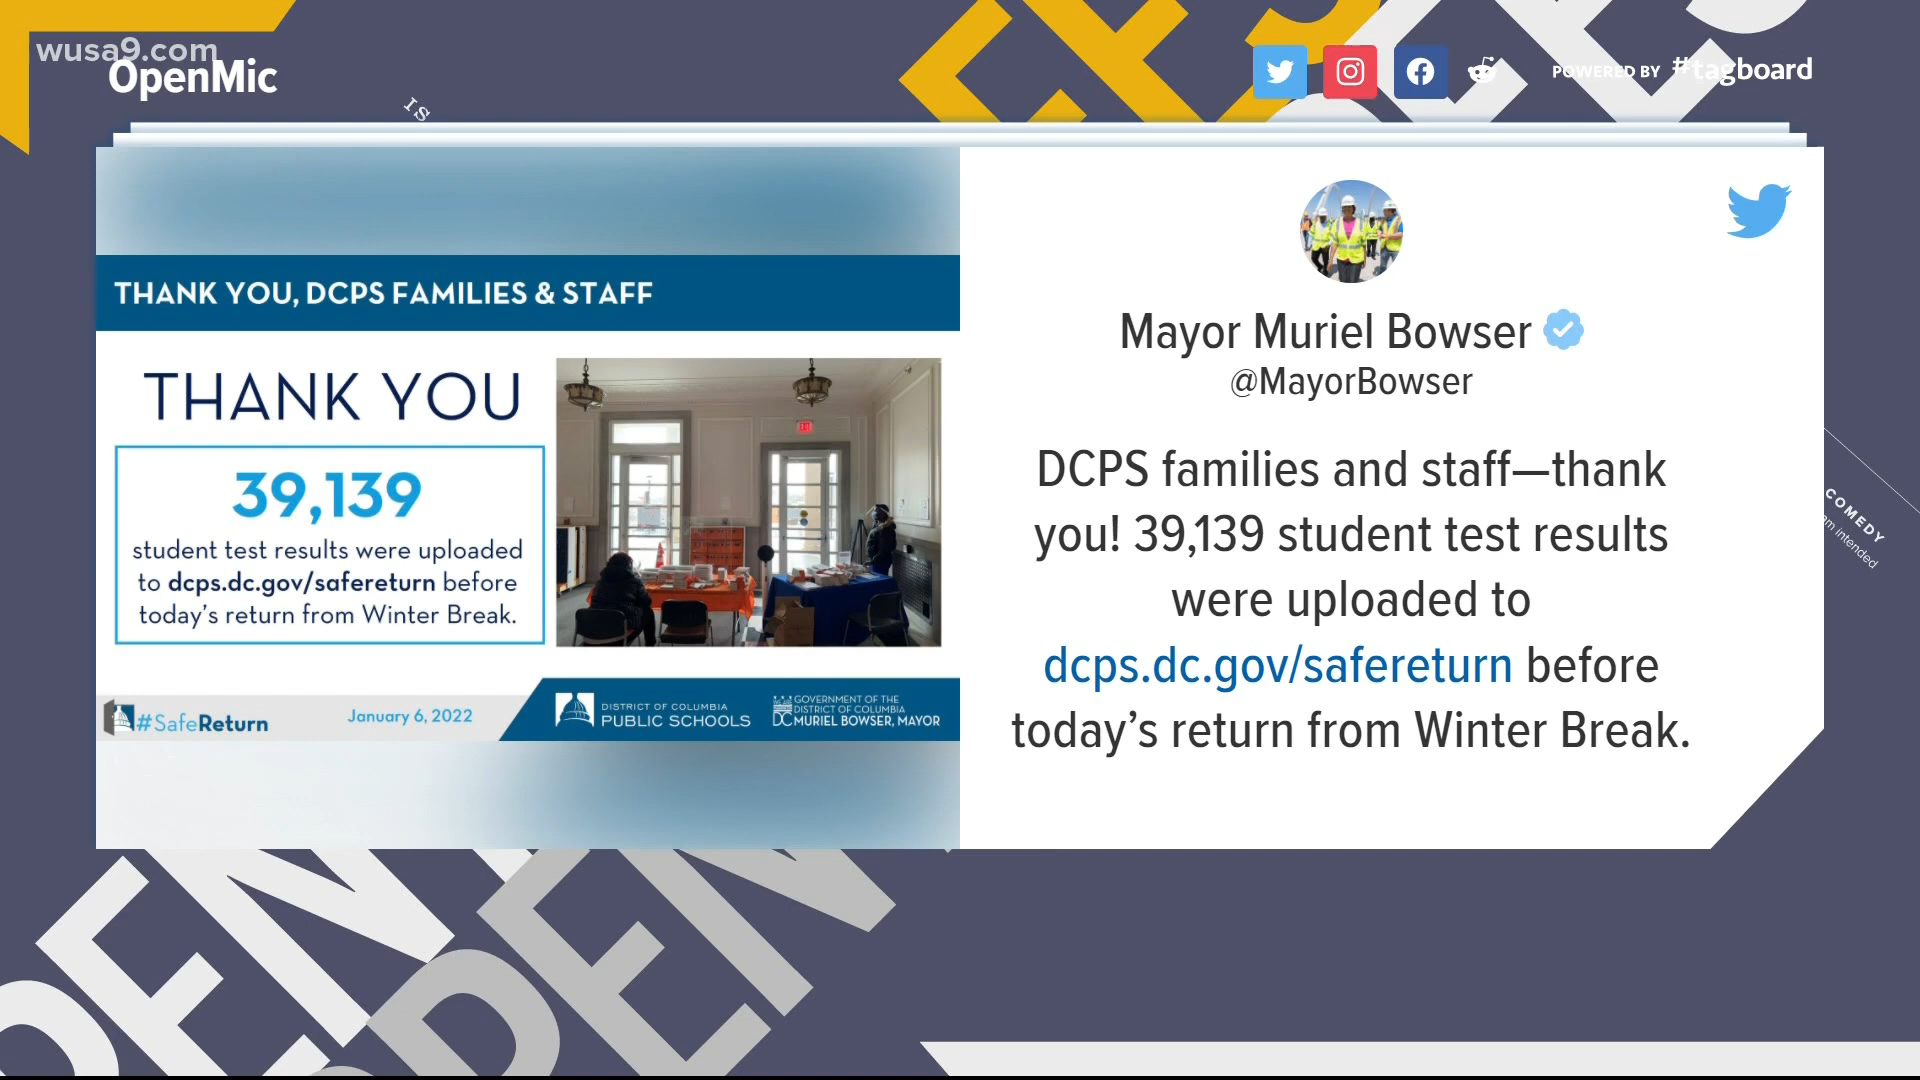 wusa9.com
OpenMic
POWERED BY #tagboard
IS
THANK YOU, DCPS FAMILIES & STAFF
THANK YOU
39,139
student test results were uploaded
to dcps.dc.gov/safereturn before
today's return from Winter Break.
#SafeReturn
January 6, 2022
DISTRICT OF COLUMBIA
PUBLIC SCHOOLS
GOVERNMENT OF THE
DISTRICT OF COLUMBIA
DC MURIEL BOWSER, MAYOR
Mayor Muriel Bowser
@MayorBowser
DCPS families and staff—thank
you! 39,139 student test results
were uploaded to
dcps.dc.gov/safereturn before
today's return from Winter Break.
COMEDY
intended